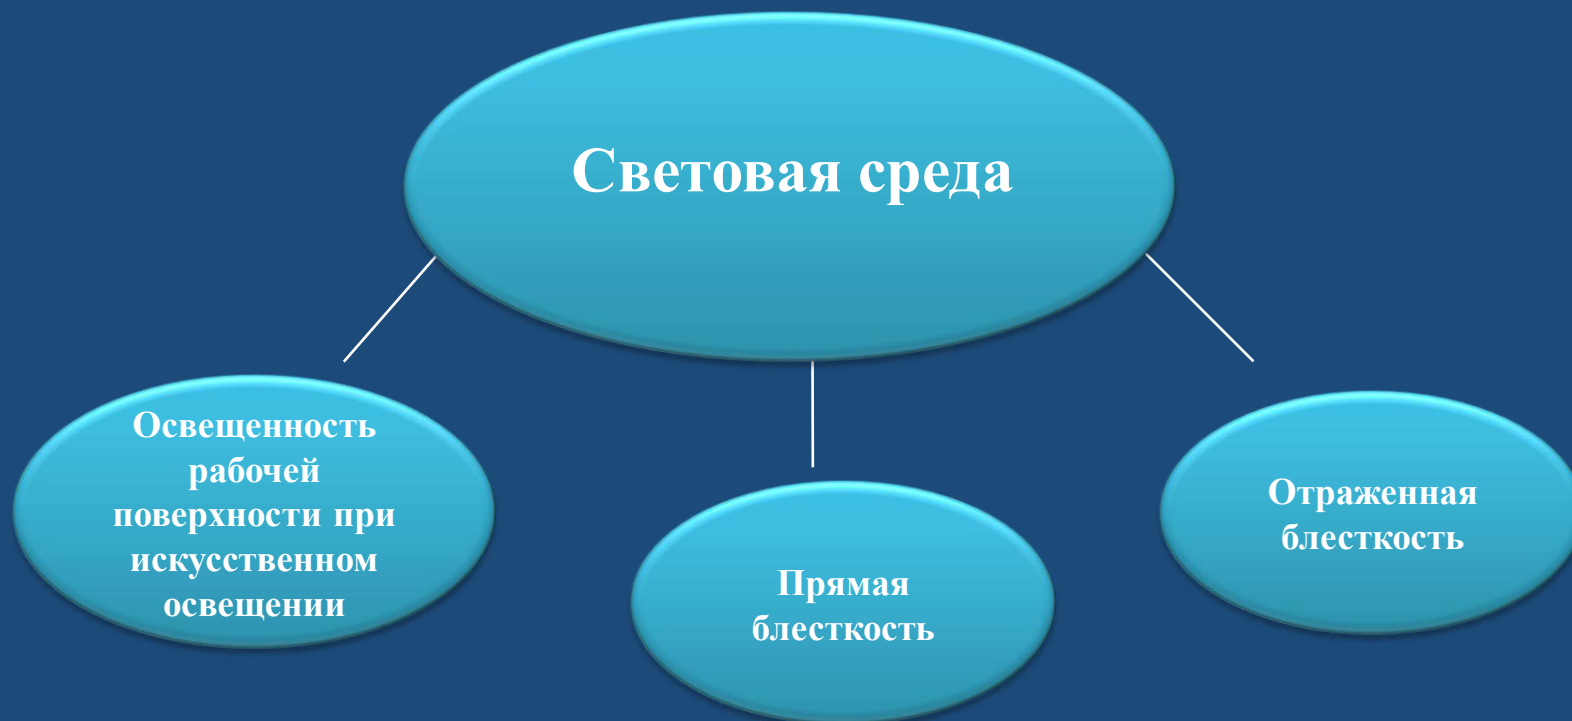 Световая среда
Освещенность
рабочей
поверхности при
искусственном
освещении
Прямая
блесткость
Отраженная
блесткость